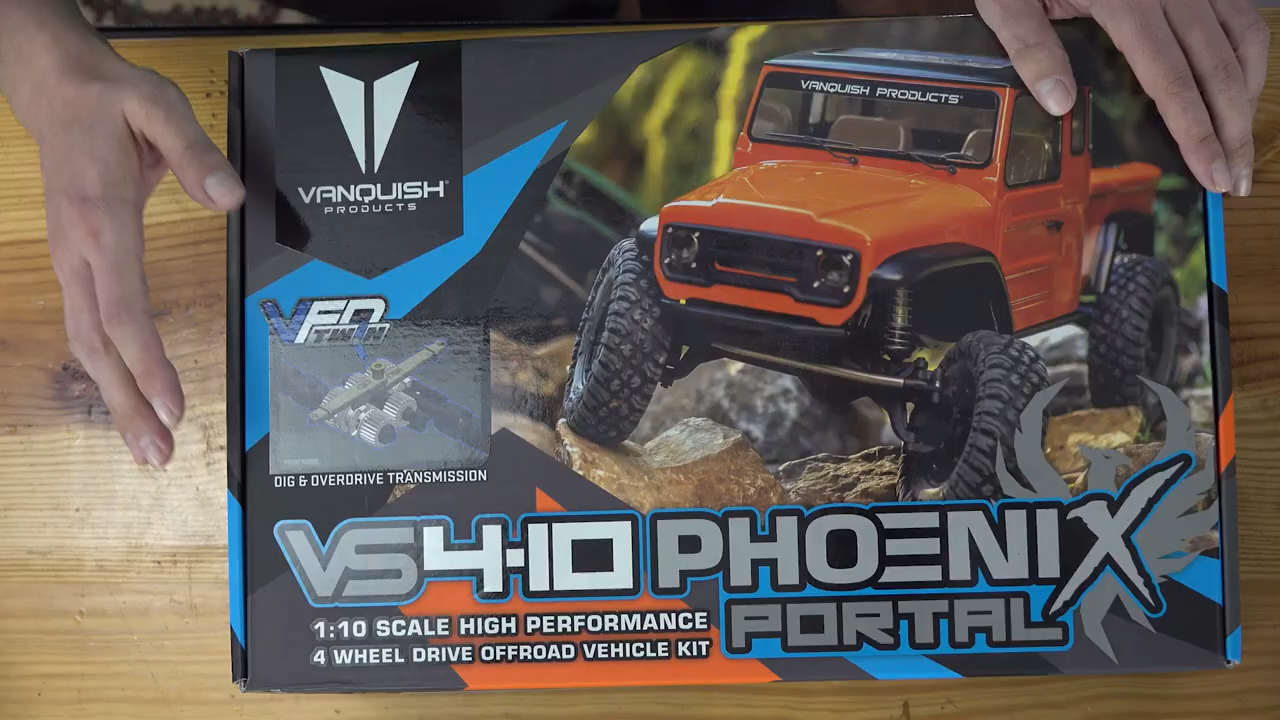 VANQUISH PRODUCTS
VANQUISH
PRODUCTS
VFD
TWIN
DIG & OVERDRIVE TRANSMISSION
VS4-10 PHOENIX
PORTAL
1:10 SCALE HIGH PERFORMANCE
4 WHEEL DRIVE OFFROAD VEHICLE KIT